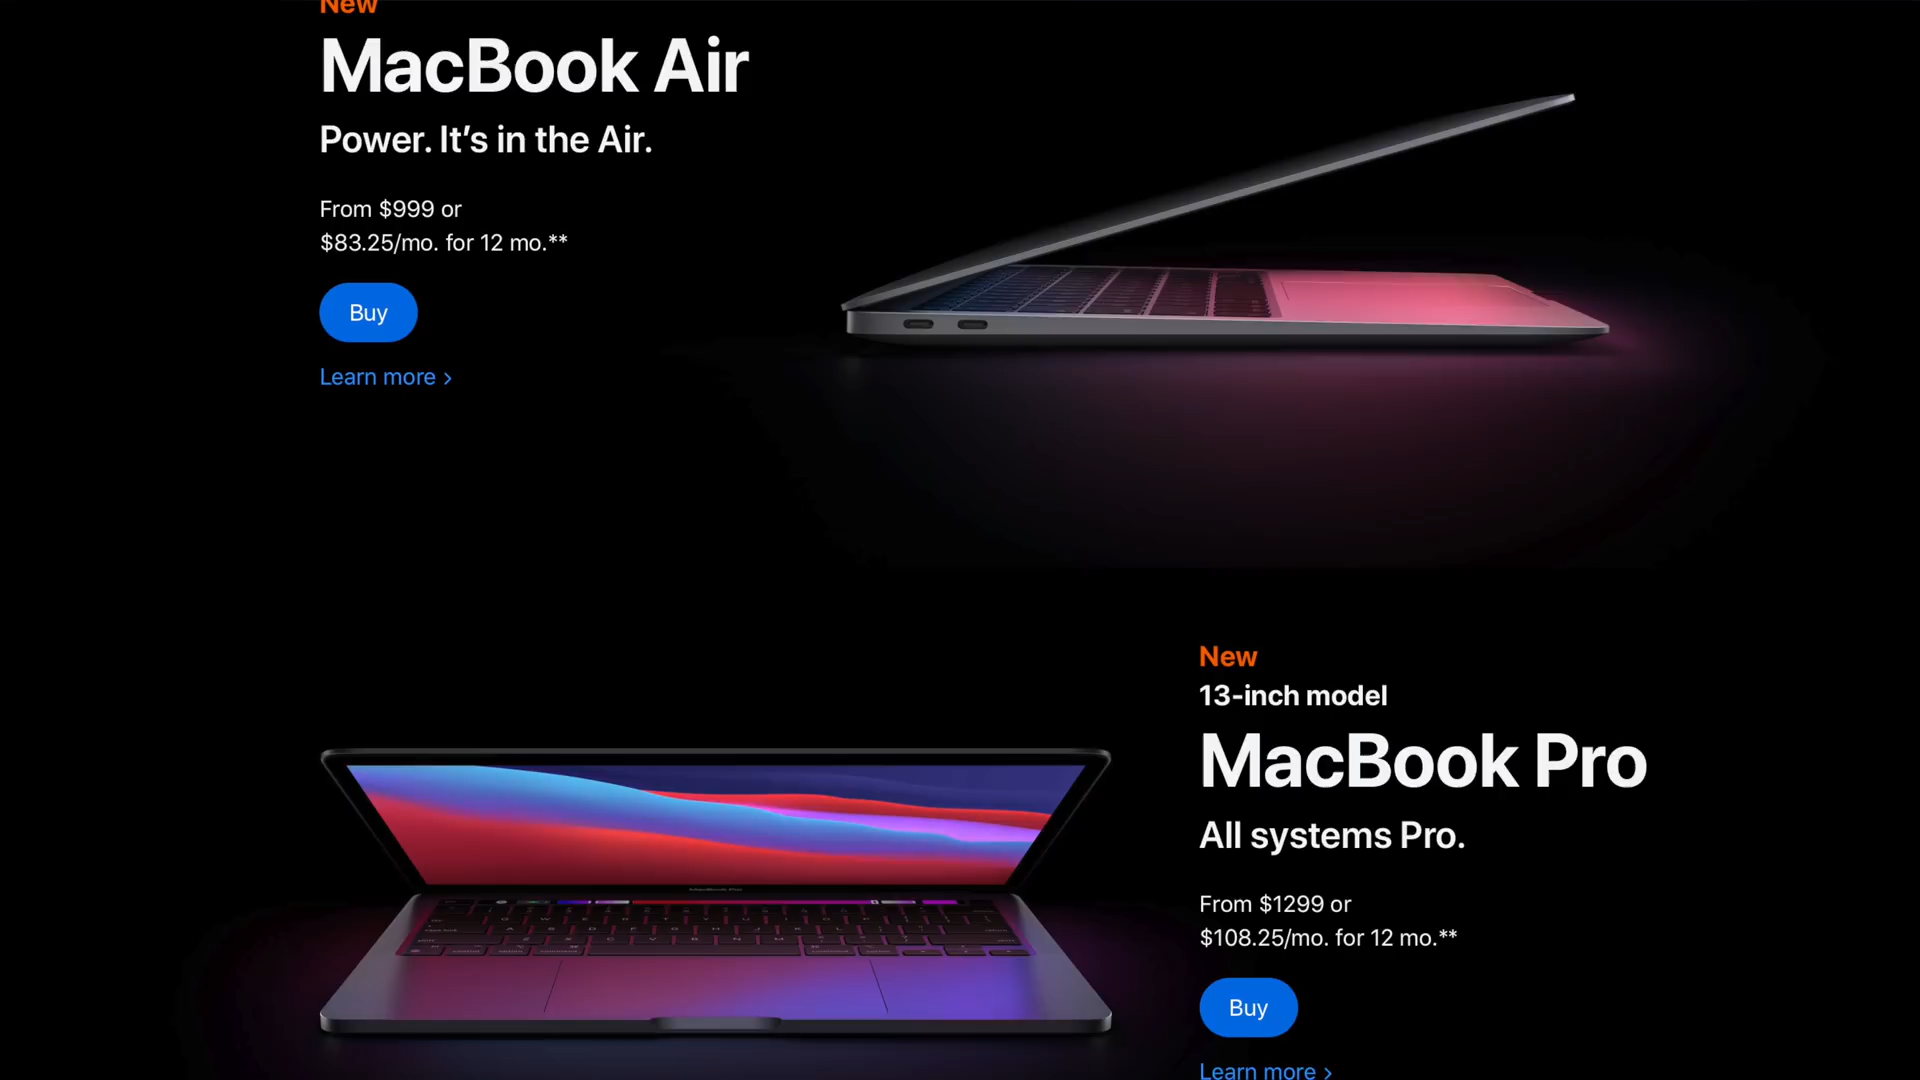 New
MacBook Air
Power. It’s in the Air.
From $999 or
$83.25/mo. for 12 mo.**
Buy
Learn more ›
New
13-inch model
MacBook Pro
All systems Pro.
From $1299 or
$108.25/mo. for 12 mo.**
Buy
Learn more ›
MacBook Pro